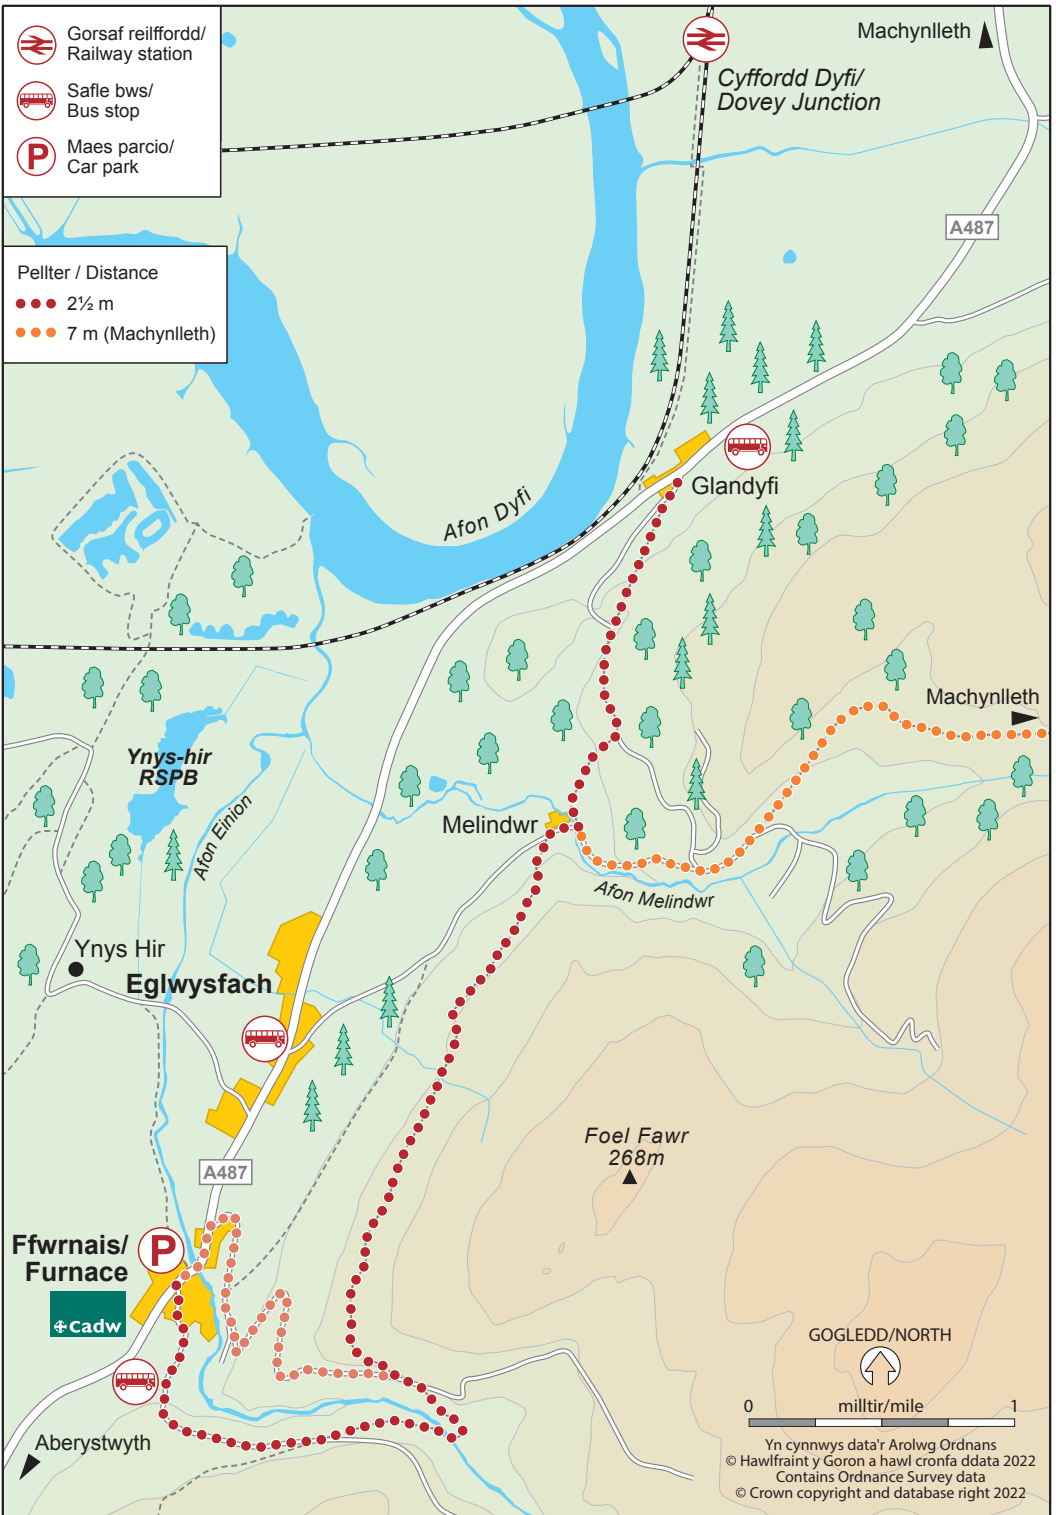 Gorsaf reilffordd/
Railway station
Safle bws/
Bus stop
P
Maes parcio/
Car park
Pellter / Distance
2½ m
7 m (Machynlleth)
Machynlleth
Cyffordd Dyfi/
Dovey Junction
A487
Glandyfi
Afon Dyfi
Machynlleth
Ynys-hir
RSPB
Afon Einion
Melindwr
Afon Melindwr
Ynys Hir
Eglwysfach
Foel Fawr
268m
A487
Ffwrnais/
Furnace
P
Cadw
Aberystwyth
GOGLEDD/NORTH
0 milltir/mile 1
Yn cynnwys data'r Arolwg Ordnans
© Hawlfraint y Goron a hawl cronfa ddata 2022
Contains Ordnance Survey data
© Crown copyright and database right 2022